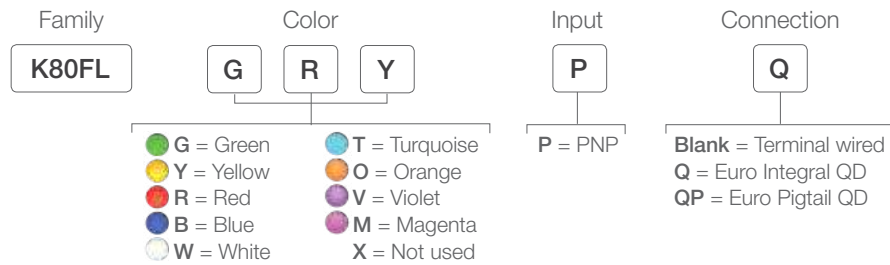 Family Color Input Connection
K80FL G R Y P Q
G = Green T = Turquoise P = PNP Blank = Terminal wired
Y = Yellow O = Orange Q = Euro Integral QD
R = Red V = Violet QP = Euro Pigtail QD
B = Blue M = Magenta
W = White X = Not used